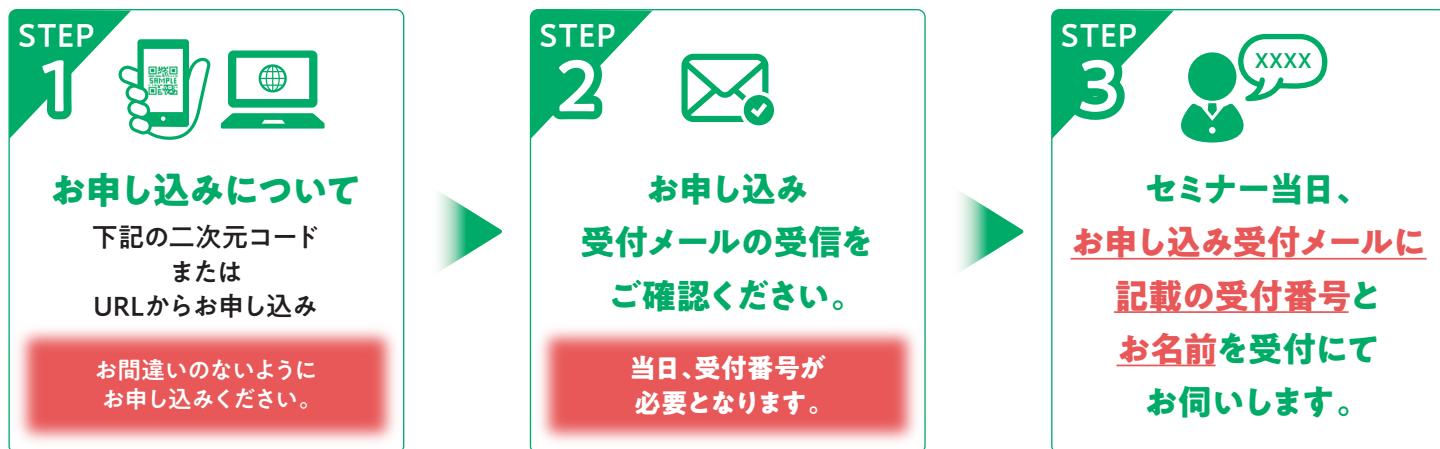 STEP
1
SAMPLE
お申し込みについて
下記の二次元コード
または
URLからお申し込み
お間違いのないように
お申し込みください。
STEP
2
お申し込み
受付メールの受信を
ご確認ください。
当日、受付番号が
必要となります。
STEP
3
XXXX
セミナー当日、
お申し込み受付メールに
記載の受付番号と
お名前を受付にて
お伺いします。